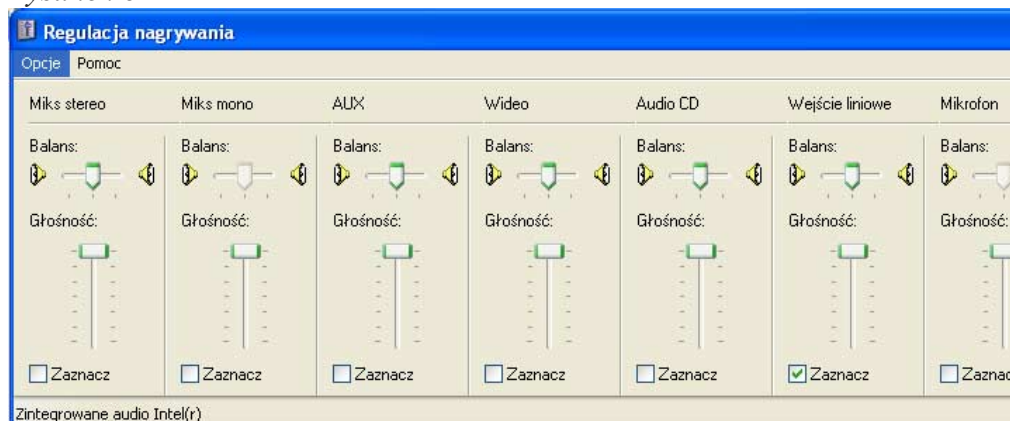 Regulacja nagrywania
Opcje Pomoc
Miks stereo Miks mono AUX Wideo Audio CD Wejście liniowe Mikrofon
Balans: Balans: Balans: Balans: Balans: Balans: Balans:
Głośność: Głośność: Głośność: Głośność: Głośność: Głośność: Głośność:
Zaznacz Zaznacz Zaznacz Zaznacz Zaznacz Zaznacz
Zintegrowane audio Intel(r)